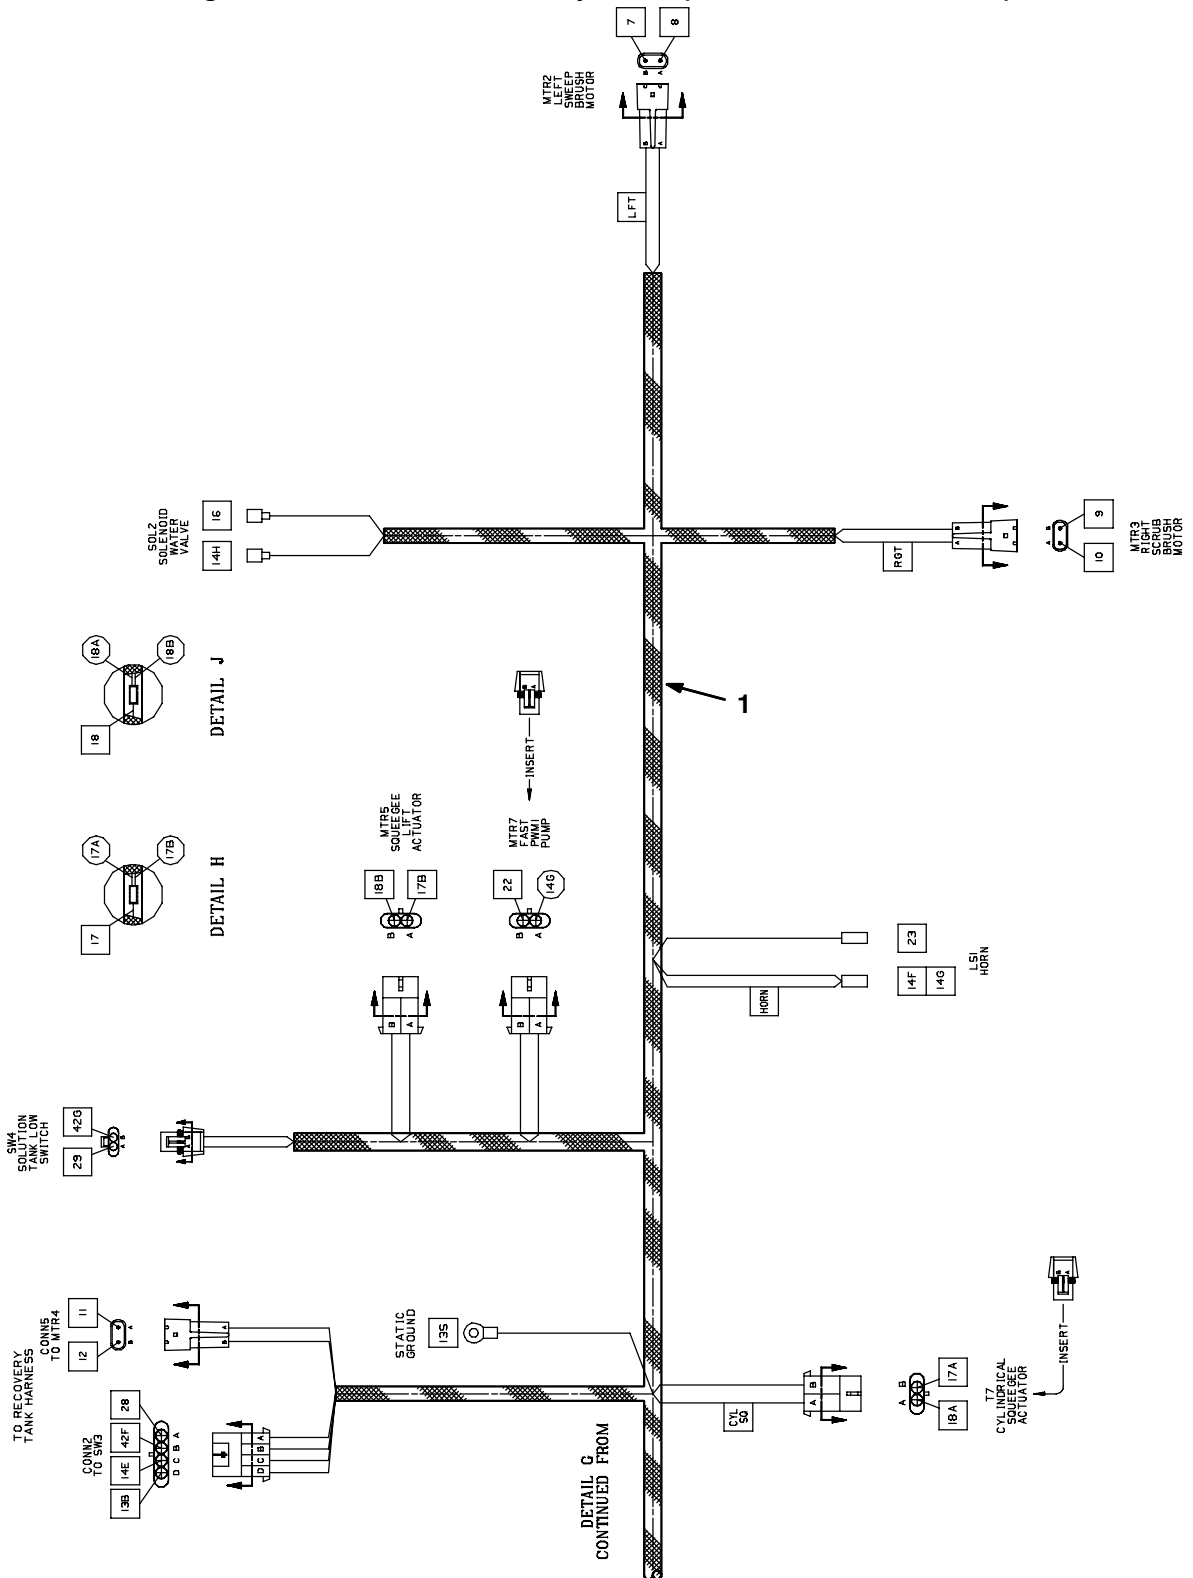 7
8
B
A
MTR2
LEFT
SWEEP
BRUSH
MOTOR
B
A
LFT
SOL2
SOLENOID
WATER
VALVE
16
14H
RGT
A
B
A
B
9
10
MTR3
RIGHT
SCRUB
BRUSH
MOTOR
18A
18B
18
DETAIL J
17A
17B
17
DETAIL H
1
INSERT
B
A
MTR5
SQUEEGEE
LIFT
ACTUATOR
18B
17B
B
A
B
A
MTR7
FAST
PWM1
PUMP
22
14G
B
A
B
A
23
14F
14G
LS1
HORN
HORN
SW4
SOLUTION
TANK LOW
SWITCH
42G
29
A
B
TO RECOVERY
TANK HARNESS
CONN5
TO MTR4
11
12
A
B
A
B
CONN2
TO SW3
28
42F
14E
13B
D
C
B
A
D
C
B
A
STATIC
GROUND
13S
DETAIL G
CONTINUED FROM
CYL
SQ
A
B
A
B
17A
18A
T7
CYLINDRICAL
SQUEEGEE
ACTUATOR
INSERT
B
A